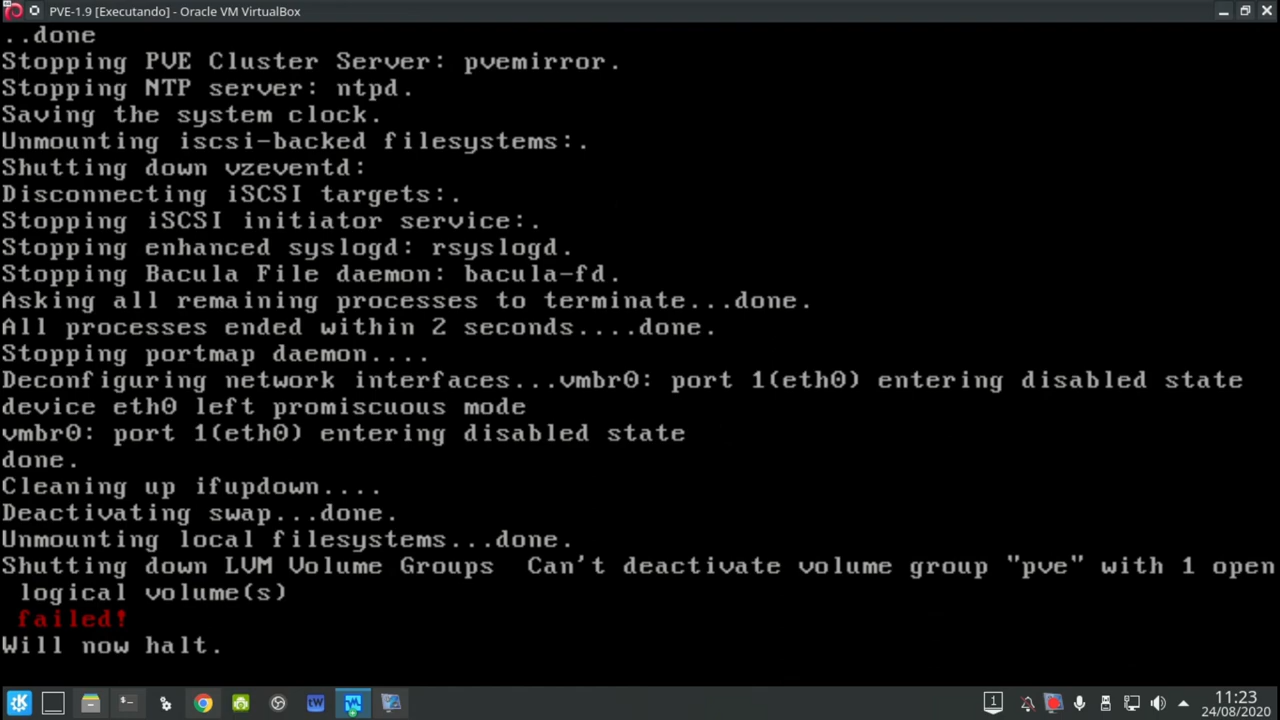 PVE-1.9 [Executando] - Oracle VM VirtualBox
..done
Stopping PVE Cluster Server: pvemirror.
Stopping NTP server: ntpd.
Saving the system clock.
Unmounting iscsi-backed filesystems:.
Shutting down vzeventd:
Disconnecting iSCSI targets:.
Stopping iSCSI initiator service:.
Stopping enhanced syslogd: rsyslogd.
Stopping Bacula File daemon: bacula-fd.
Asking all remaining processes to terminate...done.
All processes ended within 2 seconds....done.
Stopping portmap daemon....
Deconfiguring network interfaces...vmbr0: port 1(eth0) entering disabled state
device eth0 left promiscuous mode
vmbr0: port 1(eth0) entering disabled state
done.
Cleaning up ifupdown....
Deactivating swap...done.
Unmounting local filesystems...done.
Shutting down LVM Volume Groups  Can't deactivate volume group "pve" with 1 open
logical volume(s)
failed!
Will now halt.
1
11:23
24/08/2020